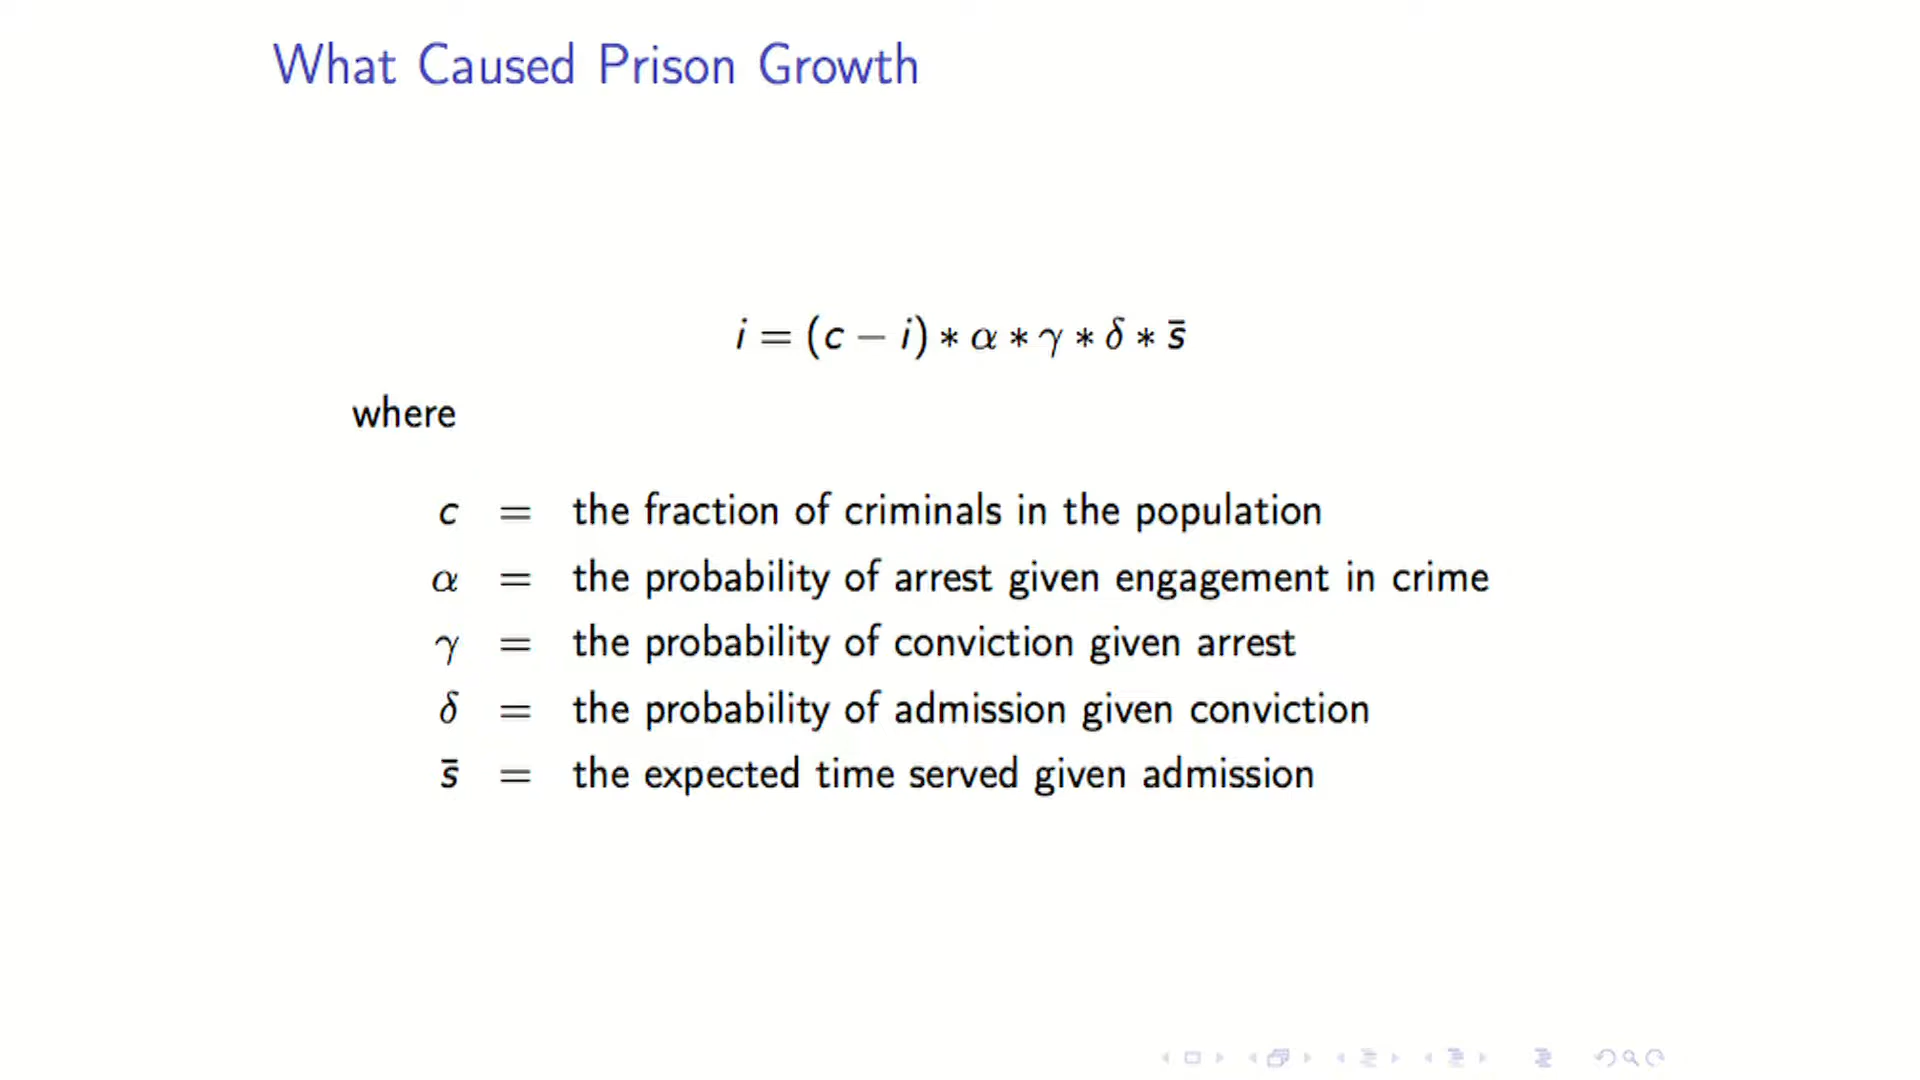 What Caused Prison Growth
i = (c − i) ∗ α ∗ γ ∗ δ ∗ s̄
where
c = the fraction of criminals in the population
α = the probability of arrest given engagement in crime
γ = the probability of conviction given arrest
δ = the probability of admission given conviction
s̄ = the expected time served given admission